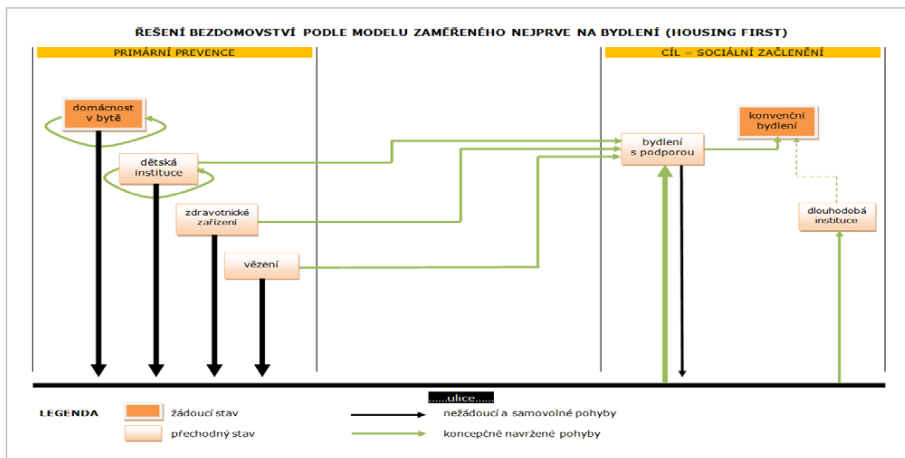 ŘEŠENÍ BEZDOMOVSTVÍ PODLE MODELU ZAMĚŘENÉHO NEJPRVE NA BYDLENÍ (HOUSING FIRST)
PRIMÁRNÍ PREVENCE
CÍL = SOCIÁLNÍ ZAČLENĚNÍ
domácnost
v bytě
dětská
instituce
zdravotnické
zařízení
vězení
bydlení
s podporou
konvenční
bydlení
dlouhodobá
instituce
.....ulice.....
LEGENDA
žádoucí stav
nežádoucí a samovolné pohyby
přechodný stav
koncepčně navržené pohyby